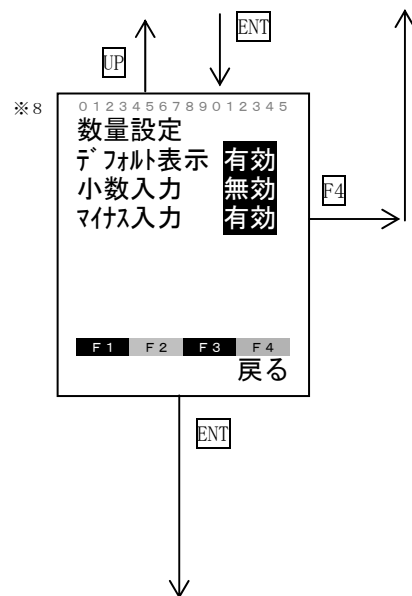 ENT
UP
※8
0123456789012345
数量設定
ﾃﾞﾌｫﾙﾄ表示 有効
小数入力 無効
ﾏｲﾅｽ入力 有効
F4
F1 F2 F3 F4
戻る
ENT